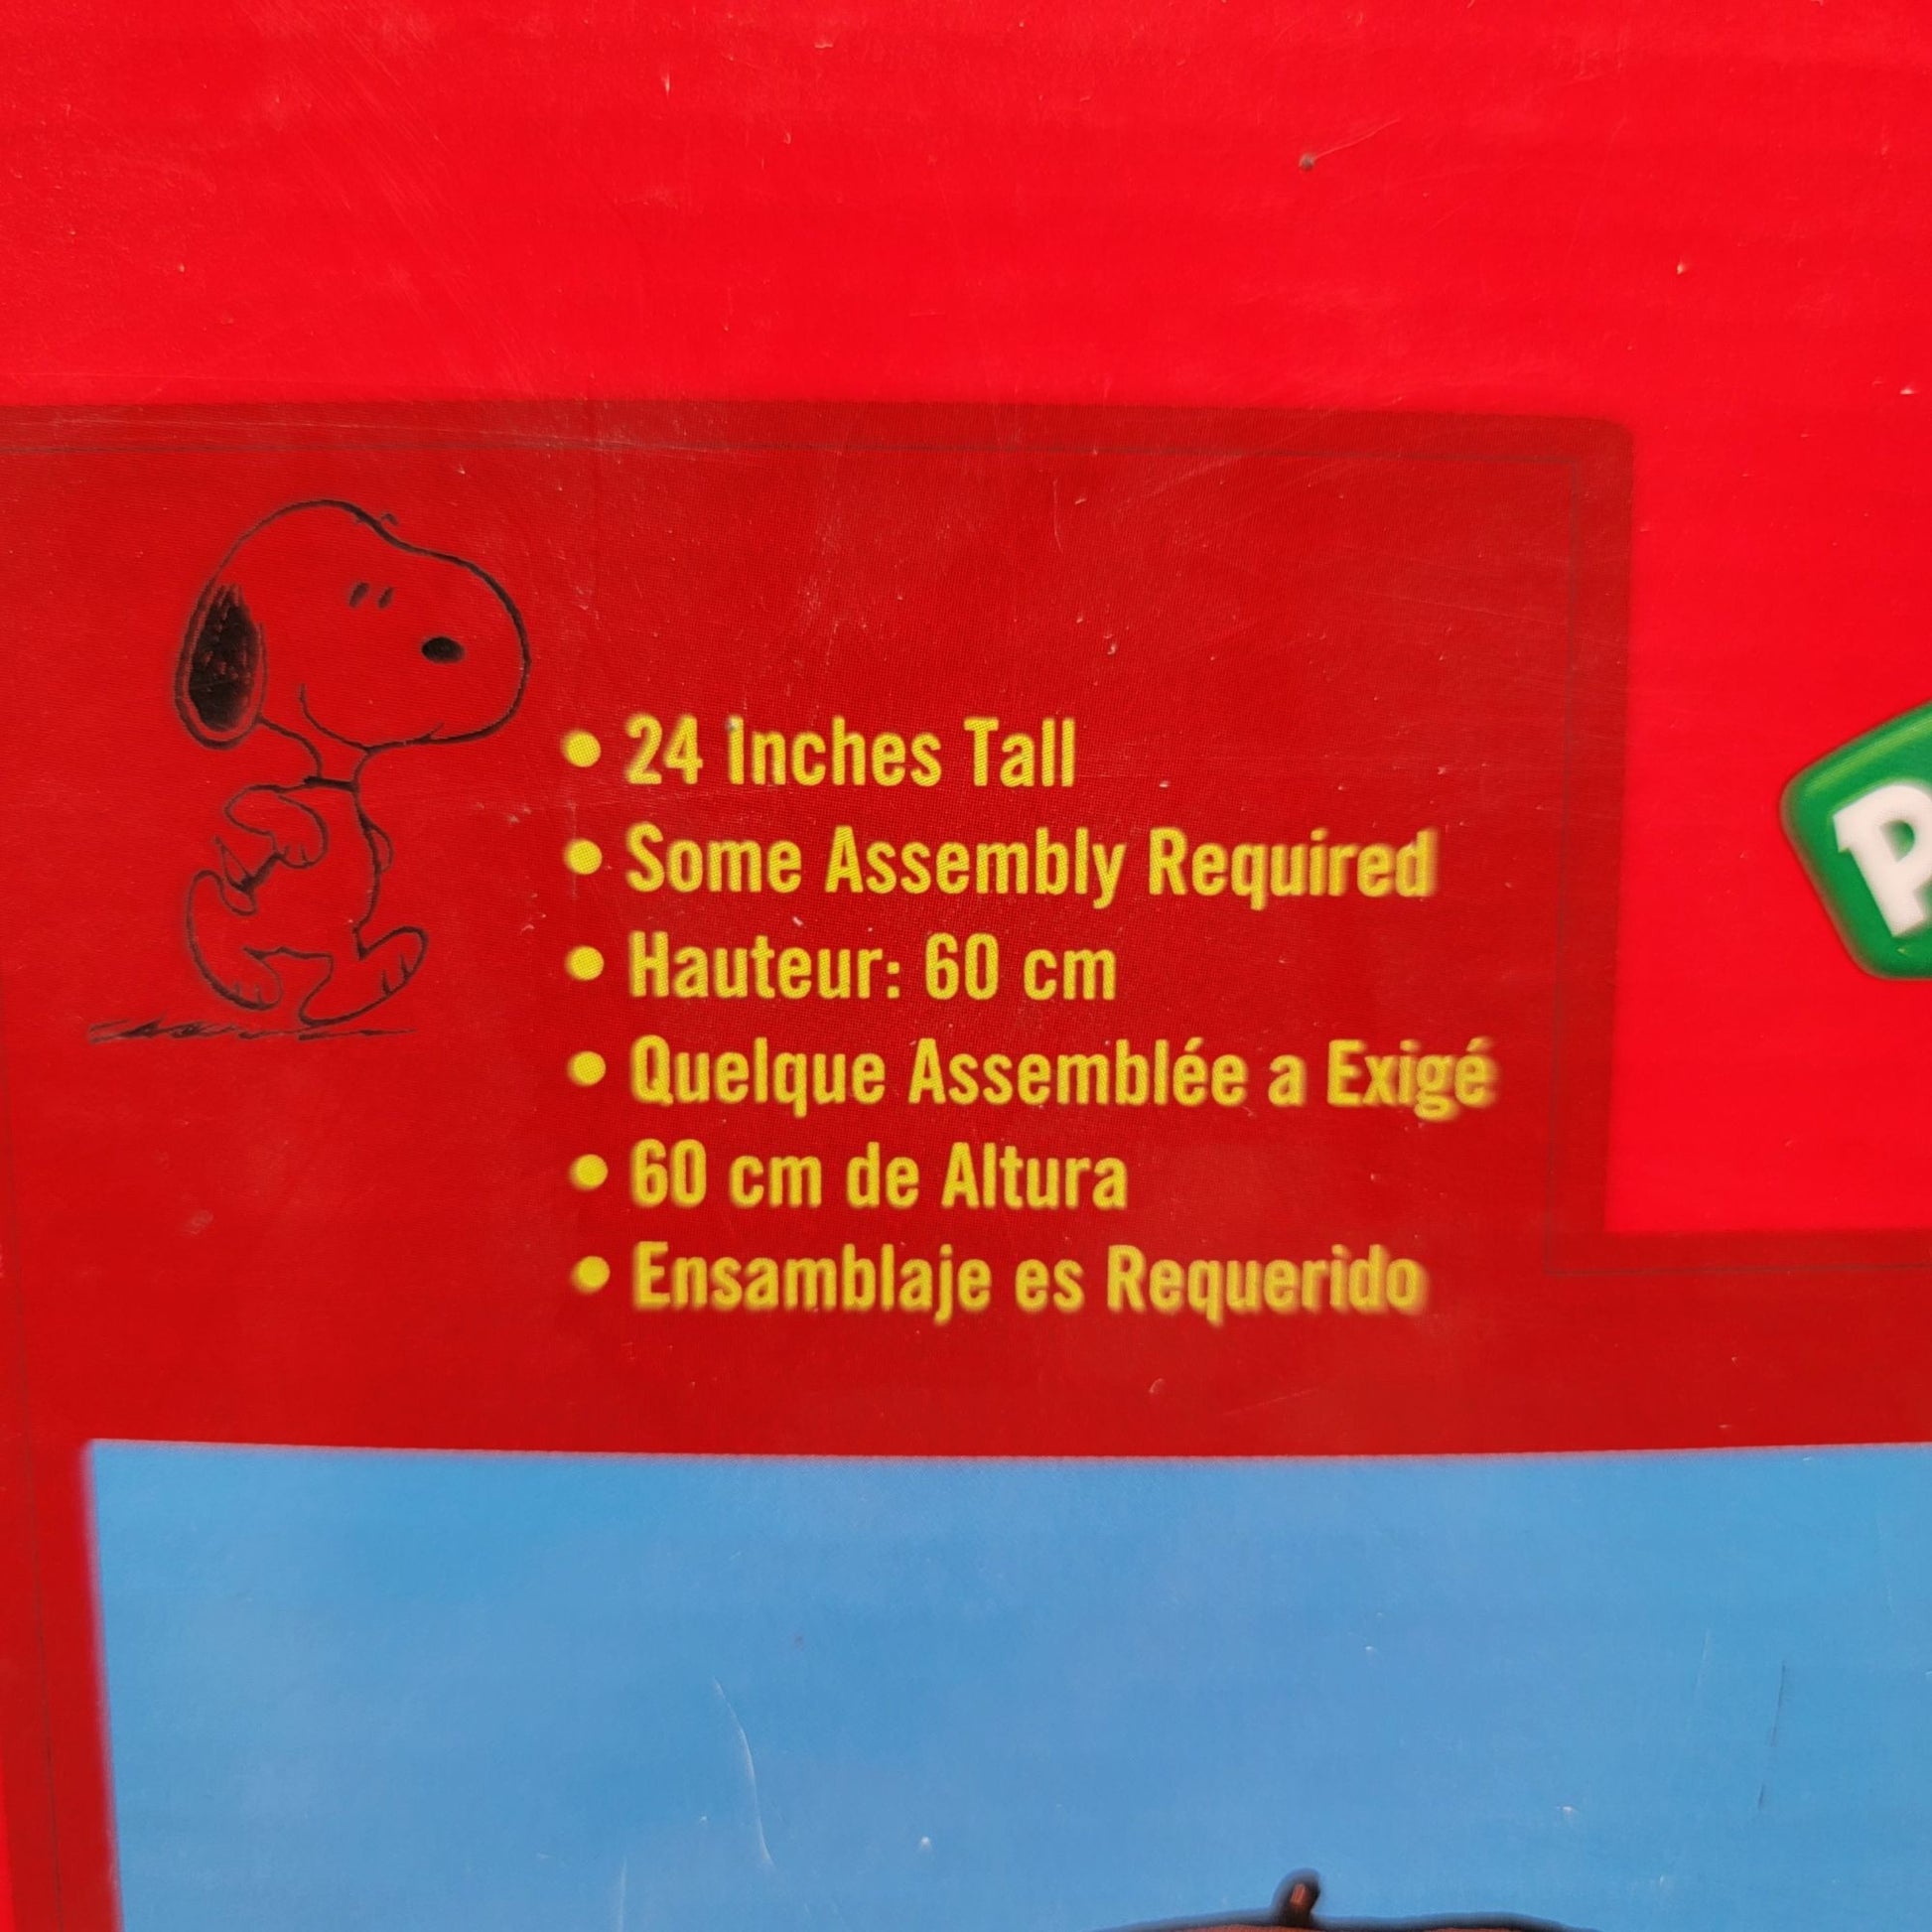 • 24 Inches Tall
• Some Assembly Required
• Hauteur: 60 cm
• Quelque Assemblée a Exigé
• 60 cm de Altura
• Ensamblaje es Requerido